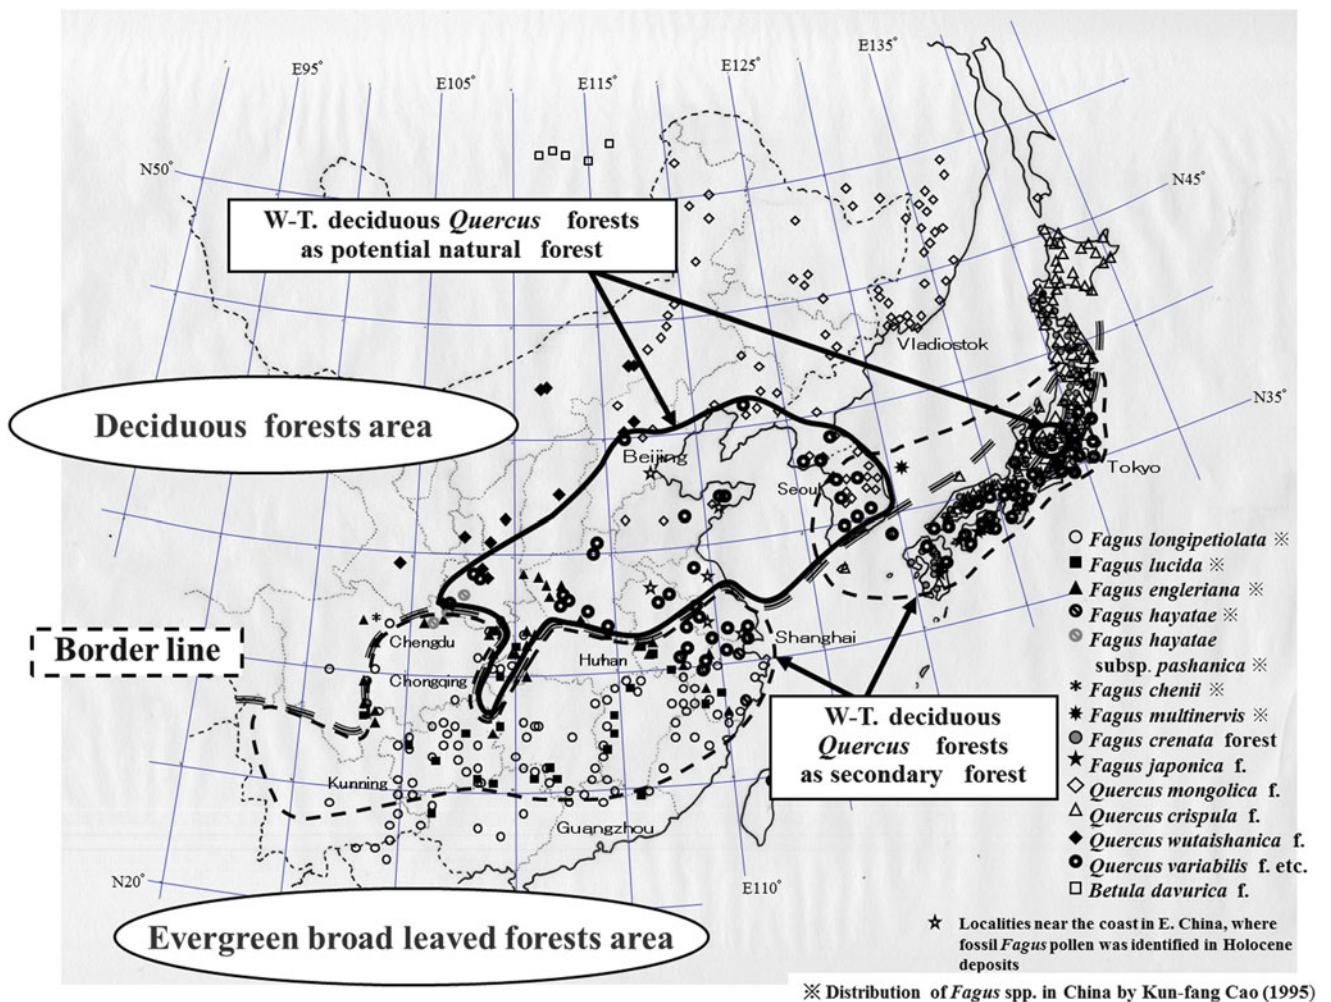 E95°
E105°
E115°
E125°
E135°
N50°
N45°
W-T. deciduous Quercus forests
as potential natural forest
Vladiostok
N35°
Deciduous forests area
Beijing
Seoul
Tokyo
Border line
Chengdu
Chongqing
Huhan
Shanghai
W-T. deciduous
Quercus forests
as secondary forest
Kunning
Guangzhou
N20°
E110°
Evergreen broad leaved forests area
Fagus longipetiolata ※
Fagus lucida ※
Fagus engleriana ※
Fagus hayatae ※
Fagus hayatae
subsp. pashanica ※
Fagus chenii ※
Fagus multinervis ※
Fagus crenata forest
Fagus japonica f.
Quercus mongolica f.
Quercus crispula f.
Quercus wutaishanica f.
Quercus variabilis f. etc.
Betula davurica f.
☆ Localities near the coast in E. China, where
fossil Fagus pollen was identified in Holocene
deposits
※ Distribution of Fagus spp. in China by Kun-fang Cao (1995)